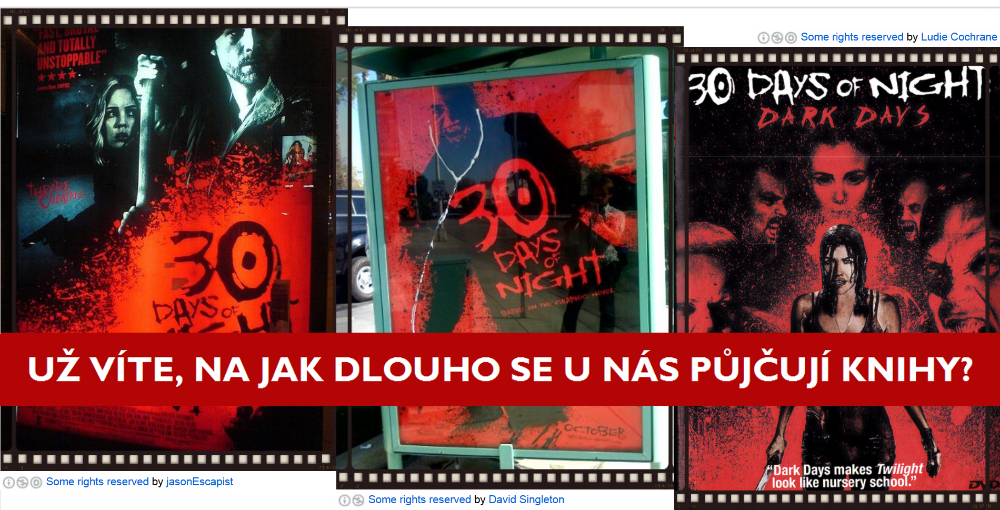 "FAST, BRUTAL
AND TOTALLY
UNSTOPPABLE"
THEY'RE
COMING...
30
DAYS OF
30
DAYS
OF
NIGHT
BASED ON THE GRAPHIC NOVEL
Some rights reserved by Ludie Cochrane
30 DAYS OF NIGHT
DARK DAYS
UŽ VÍTE, NA JAK DLOUHO SE U NÁS PŮJČUJÍ KNIHY?
OCTOBER
"Dark Days makes Twilight
look like nursery school."
DVD
Some rights reserved by jasonEscapist
Some rights reserved by David Singleton